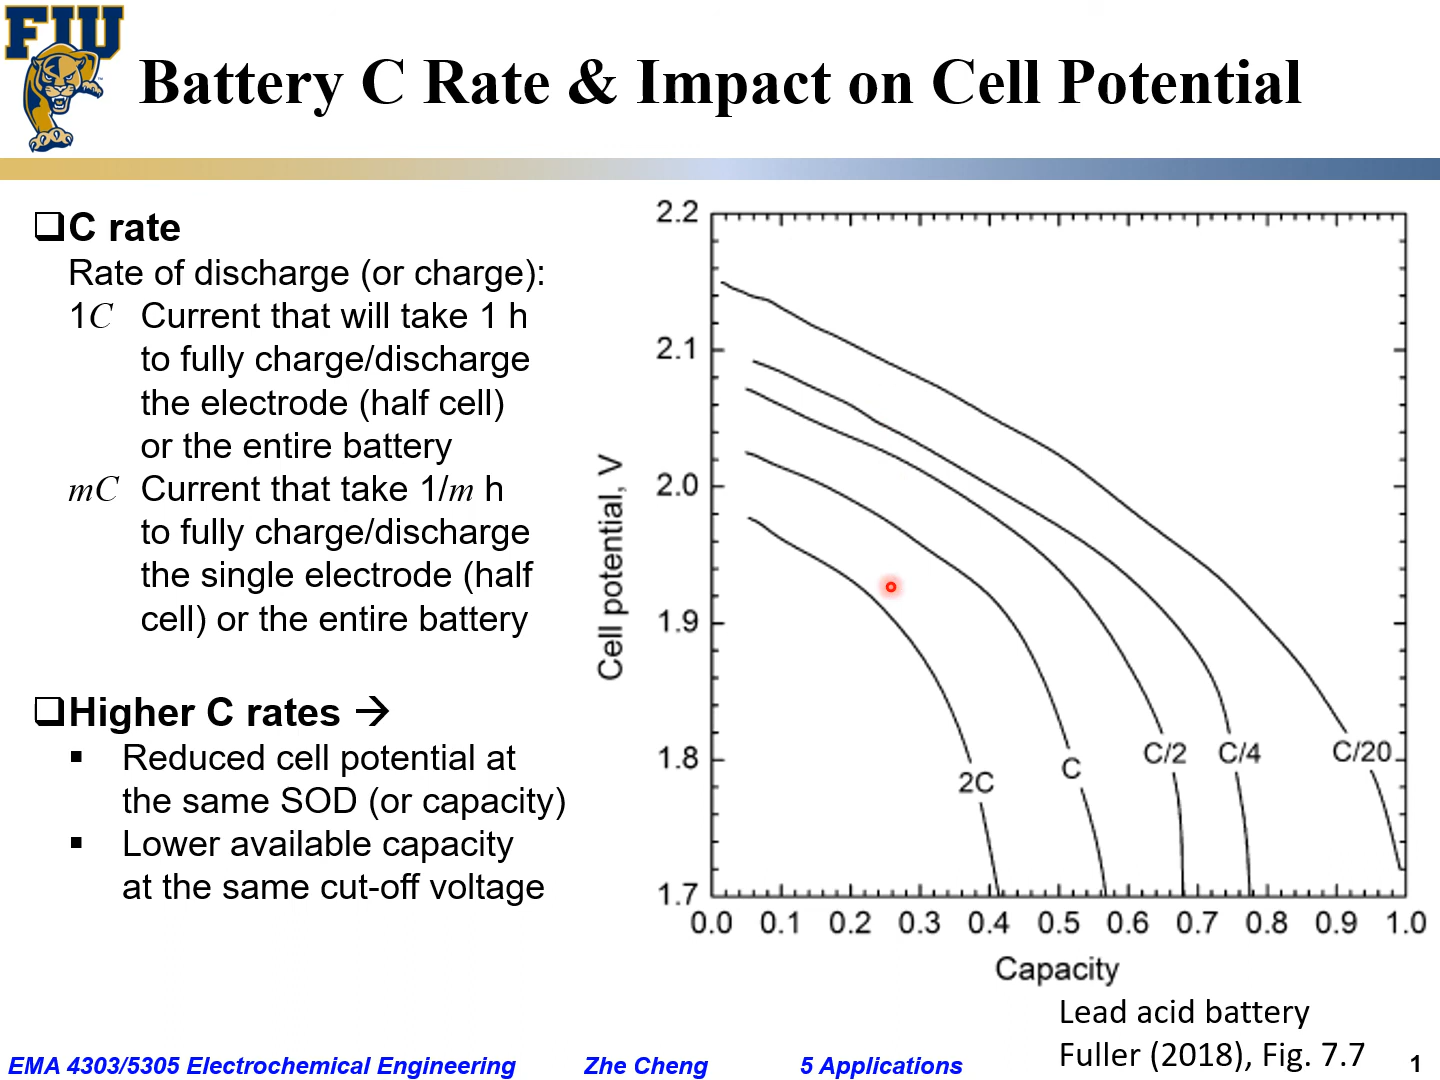 FIU
Battery C Rate & Impact on Cell Potential
❑C rate
Rate of discharge (or charge):
1C Current that will take 1 h
to fully charge/discharge
the electrode (half cell)
or the entire battery
mC Current that take 1/m h
to fully charge/discharge
the single electrode (half
cell) or the entire battery
❑Higher C rates →
▪ Reduced cell potential at
the same SOD (or capacity)
▪ Lower available capacity
at the same cut-off voltage
2.2
2.1
2.0
1.9
1.8
1.7
Cell potential, V
2C
C
C/2
C/4
C/20
0.0 0.1 0.2 0.3 0.4 0.5 0.6 0.7 0.8 0.9 1.0
Capacity
Lead acid battery
Fuller (2018), Fig. 7.7
EMA 4303/5305 Electrochemical Engineering Zhe Cheng 5 Applications 1